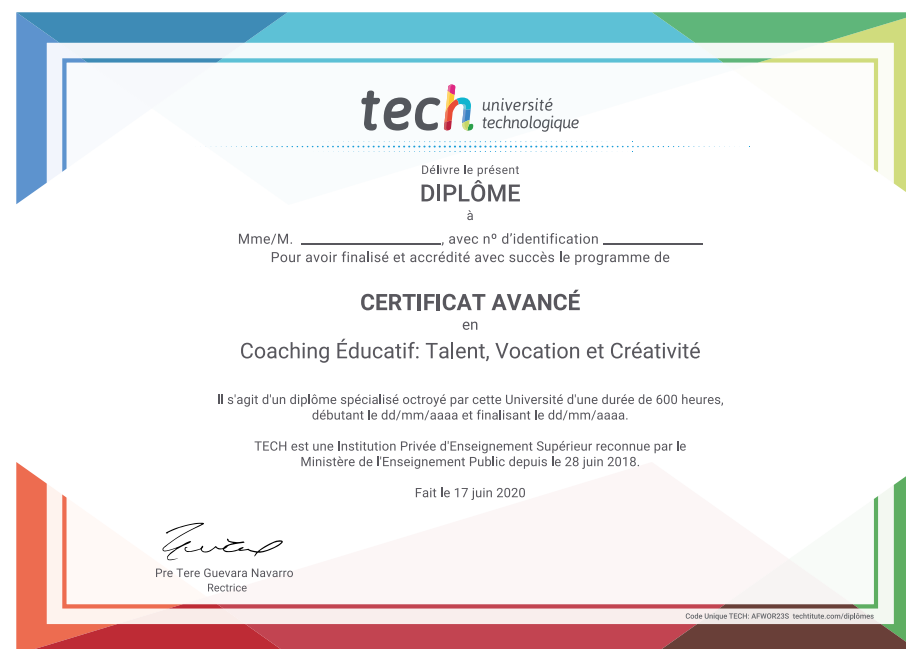 tech université
technologique
Délivre le présent
DIPLÔME
à
Mme/M. ____________________, avec nº d'identification ______________
Pour avoir finalisé et accrédité avec succès le programme de
CERTIFICAT AVANCÉ
en
Coaching Éducatif: Talent, Vocation et Créativité
Il s'agit d'un diplôme spécialisé octroyé par cette Université d'une durée de 600 heures,
débutant le dd/mm/aaaa et finalisant le dd/mm/aaaa.
TECH est une Institution Privée d'Enseignement Supérieur reconnue par le
Ministère de l'Enseignement Public depuis le 28 juin 2018.
Fait le 17 juin 2020
Pre Tere Guevara Navarro
Rectrice
Code Unique TECH: AFWOR23S techtitute.com/diplômes